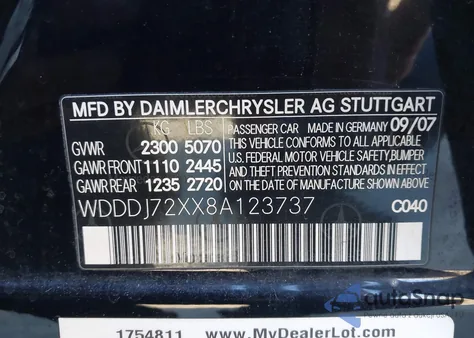 MFD BY DAIMLERCHRYSLER AG STUTTGART
KG LBS PASSENGER CAR MADE IN GERMANY 09/07
GVWR 2300 5070 THIS VEHICLE CONFORMS TO ALL APPLICABLE
GAWR FRONT 1110 2445 U.S. FEDERAL MOTOR VEHICLE SAFETY, BUMPER
GAWR REAR 1235 2720 AND THEFT PREVENTION STANDARDS IN EFFECT
ON THE DATE OF MANUFACTURE SHOWN ABOVE.
WDDDJ72XX8A123737 C040
autoSnap
1754811 www.MyDealerLot.com